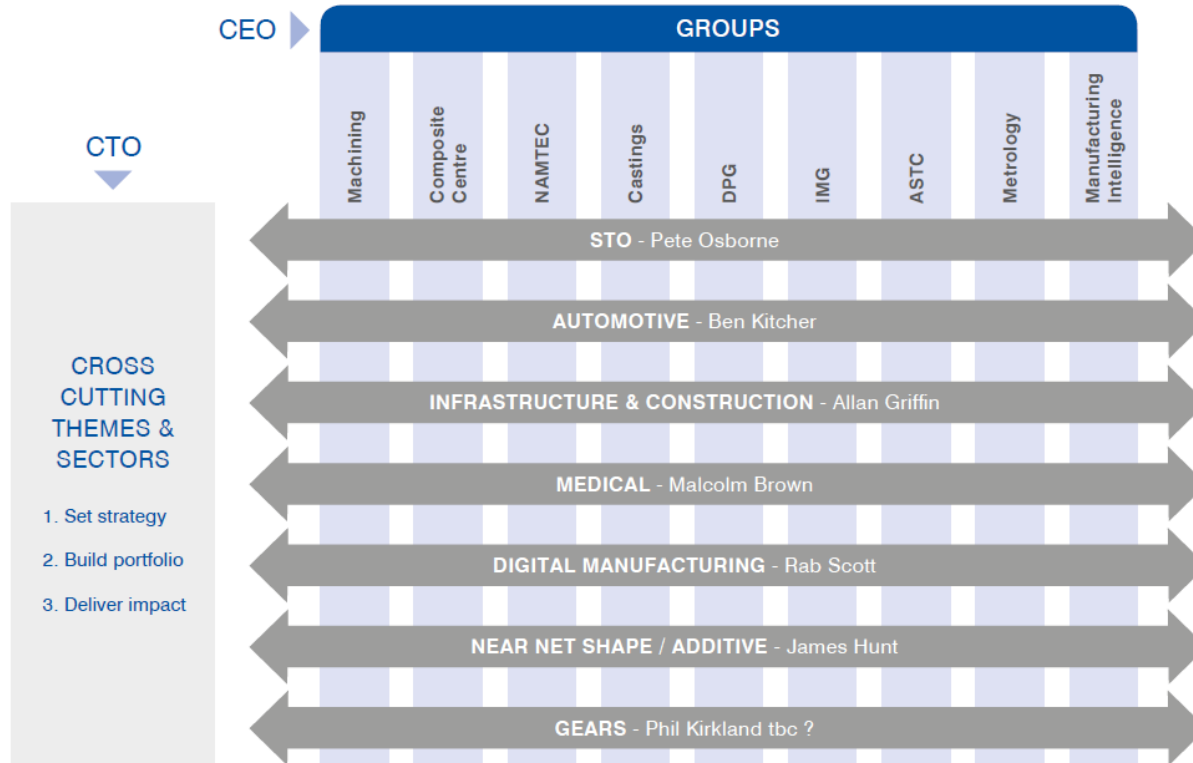 CEO
GROUPS
CTO
Machining
Composite
Centre
NAMTEC
Castings
DPG
IMG
ASTC
Metrology
Manufacturing
Intelligence
CROSS
CUTTING
THEMES &
SECTORS
1. Set strategy
2. Build portfolio
3. Deliver impact
STO - Pete Osborne
AUTOMOTIVE - Ben Kitcher
INFRASTRUCTURE & CONSTRUCTION - Allan Griffin
MEDICAL - Malcolm Brown
DIGITAL MANUFACTURING - Rab Scott
NEAR NET SHAPE / ADDITIVE - James Hunt
GEARS - Phil Kirkland tbc ?